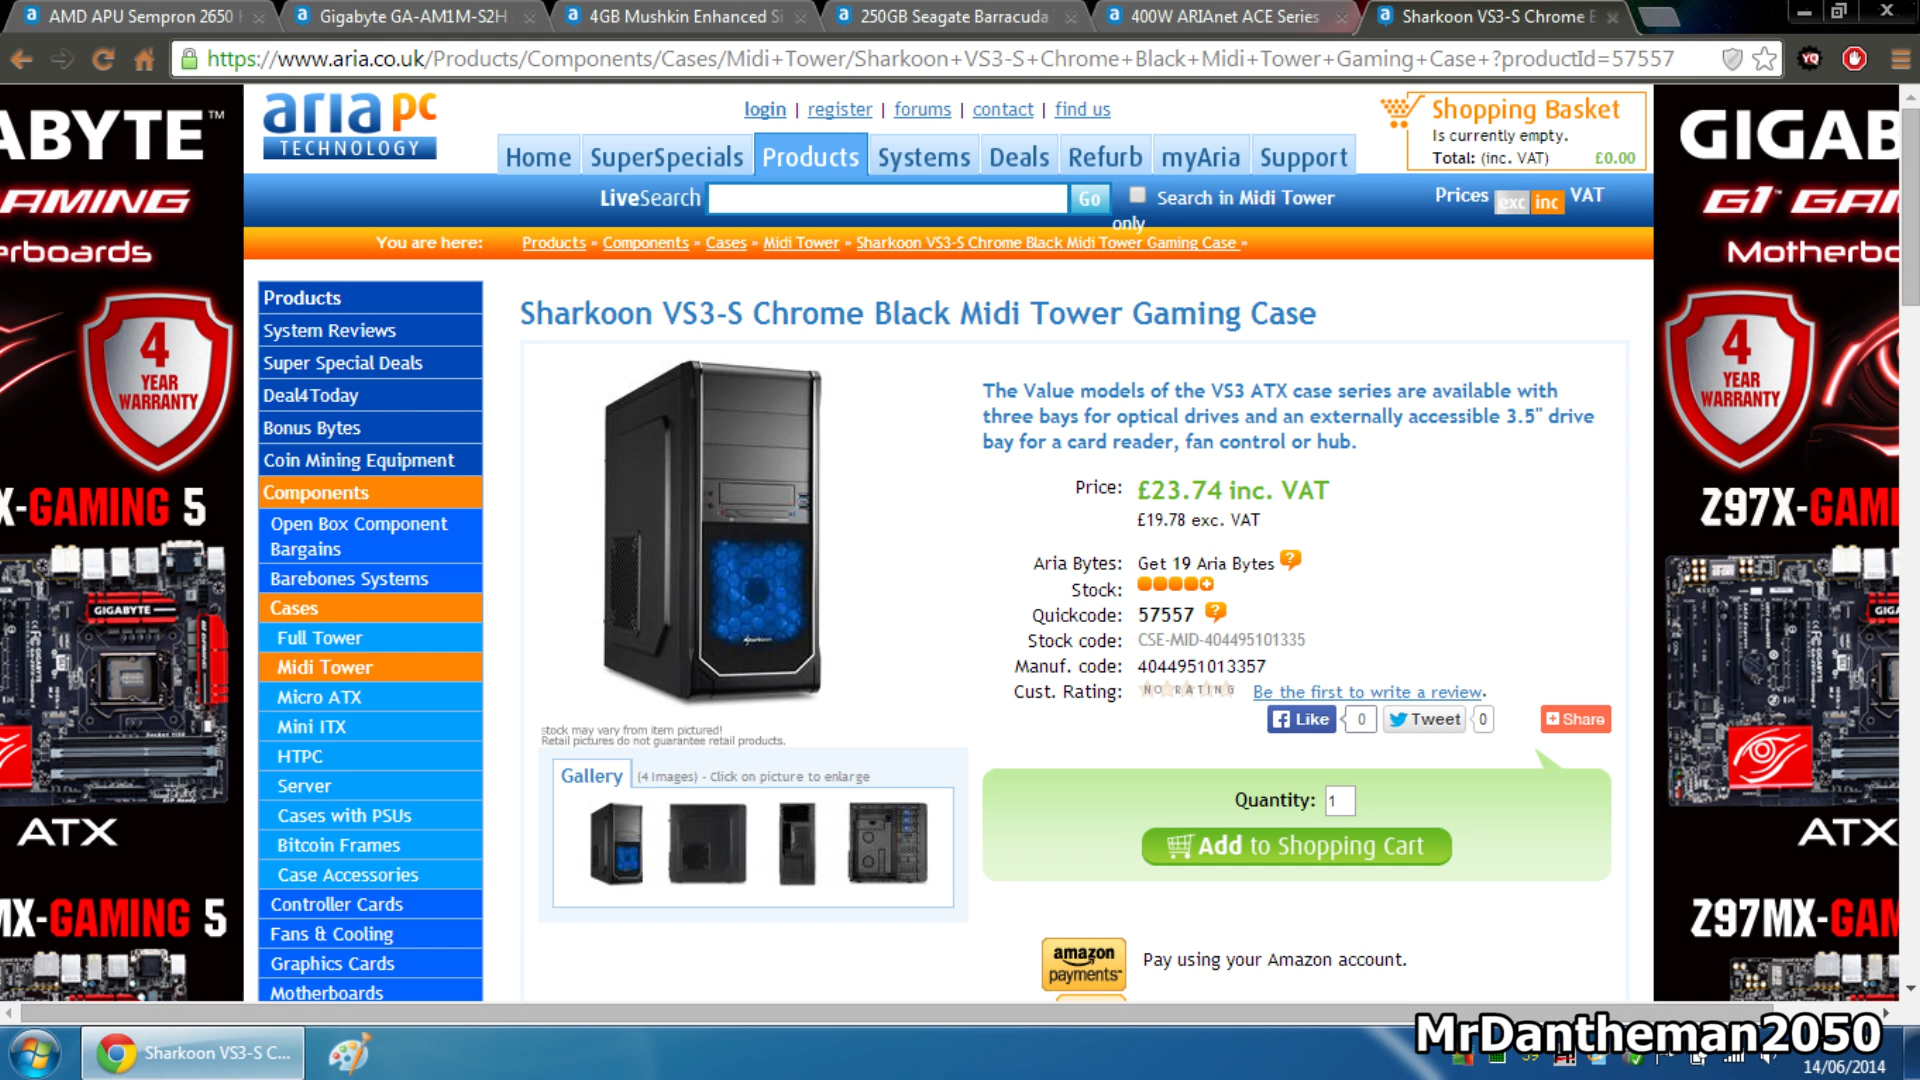 AMD APU Sempron 2650
Gigabyte GA-AM1M-S2H
4GB Mushkin Enhanced Si
250GB Seagate Barracuda
400W ARIAnet ACE Series
Sharkoon VS3-S Chrome
https://www.aria.co.uk/Products/Components/Cases/Midi+Tower/Sharkoon+VS3-S+Chrome+Black+Midi+Tower+Gaming+Case+?productId=57557
aria pc
TECHNOLOGY
login | register | forums | contact | find us
Shopping Basket
Is currently empty.
Total: (inc. VAT) £0.00
Home SuperSpecials Products Systems Deals Refurb myAria Support
LiveSearch Go Search in Midi Tower only
Prices exc inc VAT
You are here: Products » Components » Cases » Midi Tower » Sharkoon VS3-S Chrome Black Midi Tower Gaming Case »
Products
System Reviews
Super Special Deals
Deal4Today
Bonus Bytes
Coin Mining Equipment
Components
Open Box Component
Bargains
Barebones Systems
Cases
Full Tower
Midi Tower
Micro ATX
Mini ITX
HTPC
Server
Cases with PSUs
Bitcoin Frames
Case Accessories
Controller Cards
Fans & Cooling
Graphics Cards
Motherboards
Sharkoon VS3-S Chrome Black Midi Tower Gaming Case
Sharkoon
The Value models of the VS3 ATX case series are available with
three bays for optical drives and an externally accessible 3.5" drive
bay for a card reader, fan control or hub.
Price: £23.74 inc. VAT
£19.78 exc. VAT
Aria Bytes: Get 19 Aria Bytes ?
Stock:
Quickcode: 57557 ?
Stock code: CSE-MID-404495101335
Manuf. code: 4044951013357
Cust. Rating: NO RATING Be the first to write a review.
Like 0 Tweet 0 Share
stock may vary from item pictured!
Retail pictures do not guarantee retail products.
Gallery (4 Images) - Click on picture to enlarge
Quantity: 1
Add to Shopping Cart
amazon
payments
Pay using your Amazon account.
ABYTE™
AMING
erboards
4
YEAR
WARRANTY
X-GAMING 5
GIGABYTE
ATX
MX-GAMING 5
GIGAB
G1™ GAM
Motherbo
4
YEAR
WARRANTY
Z97X-GAMI
GIGA
ATX
Z97MX-GAM
Sharkoon VS3-S C...
MrDantheman2050
14/06/2014